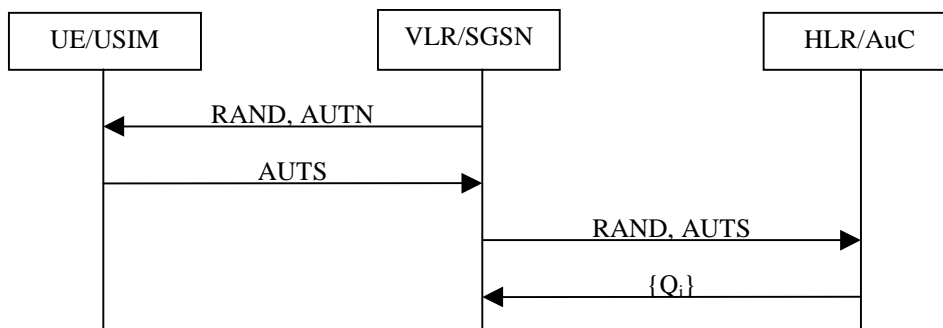 UE/USIM
VLR/SGSN
HLR/AuC
RAND, AUTN
AUTS
RAND, AUTS
{Qᵢ}